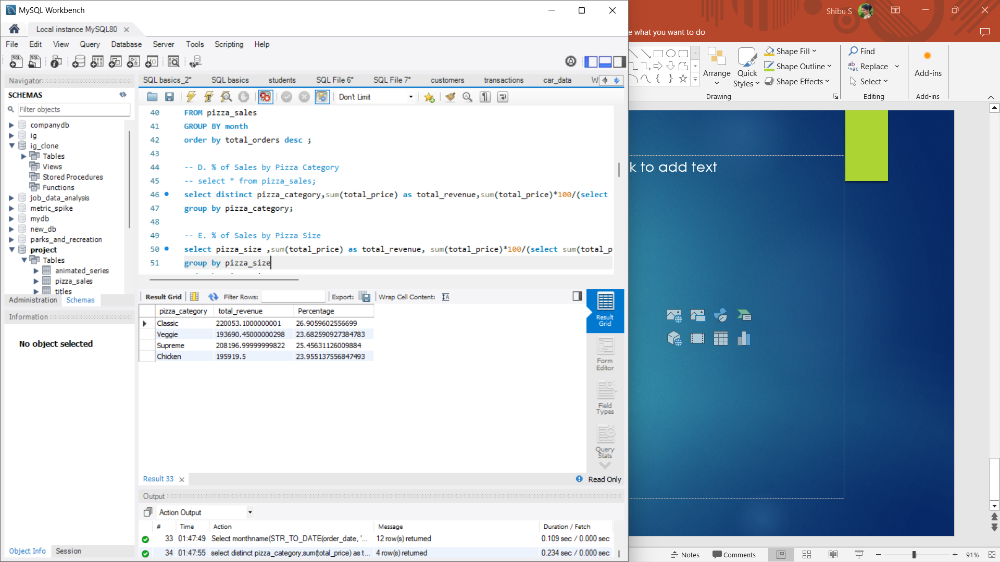 MySQL Workbench
Local instance MySQL80
File Edit View Query Database Server Tools Scripting Help
Navigator
SCHEMAS
Filter objects
companydb
ig
ig_clone
Tables
Views
Stored Procedures
Functions
job_data_analysis
metric_spike
mydb
new_db
parks_and_recreation
project
Tables
animated_series
pizza_sales
titles
Administration Schemas
Information
No object selected
Object Info Session
SQL basics_2* SQL basics students SQL File 6* SQL File 7* customers transactions car_data W
Don't Limit
40 FROM pizza_sales
41 GROUP BY month
42 order by total_orders desc ;
43
44 -- D. % of Sales by Pizza Category
45 -- select * from pizza_sales;
46 select distinct pizza_category,sum(total_price) as total_revenue,sum(total_price)*100/(select
47 group by pizza_category;
48
49 -- E. % of Sales by Pizza Size
50 select pizza_size ,sum(total_price) as total_revenue, sum(total_price)*100/(select sum(total_p
51 group by pizza_size
Result Grid Filter Rows: Export: Wrap Cell Content:
pizza_category total_revenue Percentage
Classic 220053.1000000001 26.9059602556699
Veggie 193690.45000000298 23.682590927384783
Supreme 208196.99999999822 25.45631126009884
Chicken 195919.5 23.955137556847493
Result Grid
Form Editor
Field Types
Query Stats
Result 33
Read Only
Output
Action Output
# Time Action Message Duration / Fetch
33 01:47:49 Select monthname(STR_TO_DATE(order_date, '... 12 row(s) returned 0.109 sec / 0.000 sec
34 01:47:55 select distinct pizza_category,sum(total_price) as t... 4 row(s) returned 0.234 sec / 0.000 sec
Shibu S
e what you want to do
Arrange
Quick Styles
Shape Fill
Shape Outline
Shape Effects
Drawing
Find
Replace
Select
Editing
Add-ins
Add-ins
k to add text
Notes Comments 91%